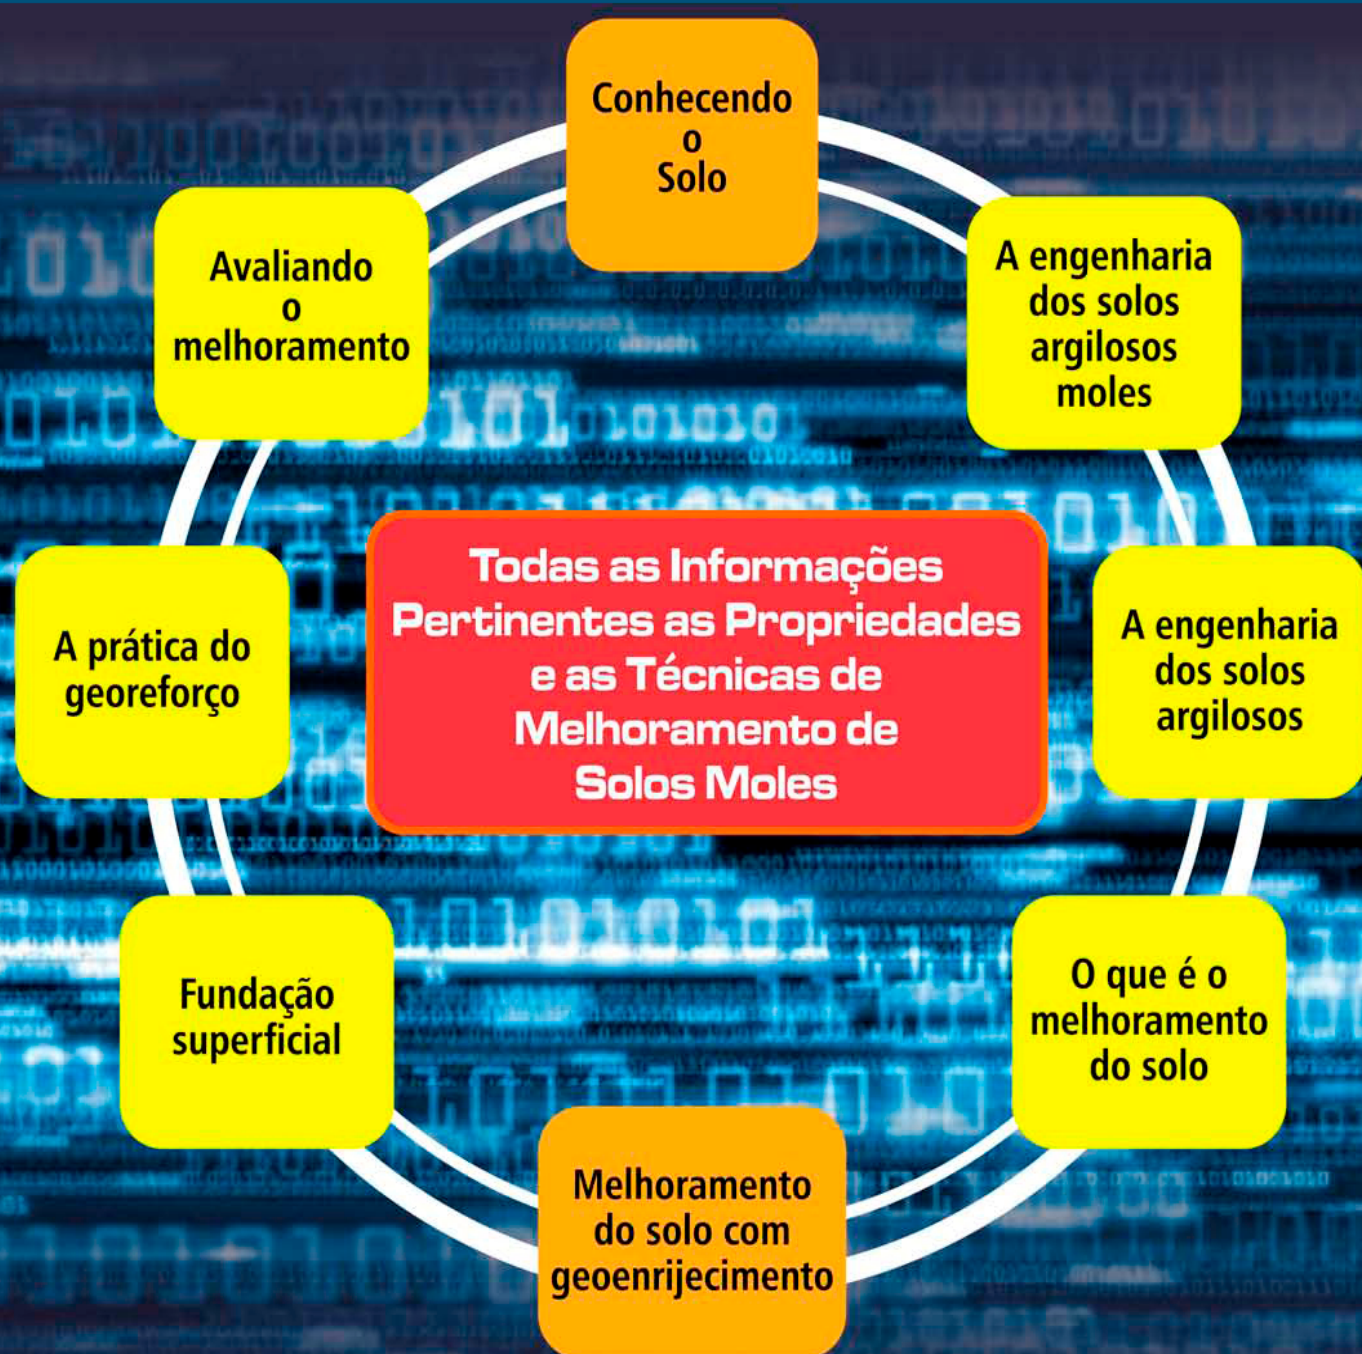 Conhecendo
o
Solo
A engenharia
dos solos
argilosos
moles
A engenharia
dos solos
argilosos
O que é o
melhoramento
do solo
Melhoramento
do solo com
geoenrijecimento
Fundação
superficial
A prática do
georeforço
Avaliando
o
melhoramento
Todas as Informações
Pertinentes as Propriedades
e as Técnicas de
Melhoramento de
Solos Moles